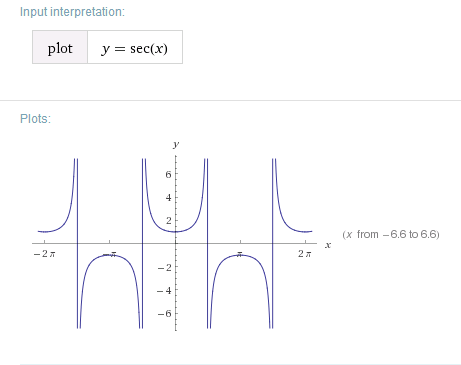 Input interpretation:
plot y = sec(x)
Plots:
y
6
4
2
x
(x from −6.6 to 6.6)
−2π −π π 2π
−2
−4
−6